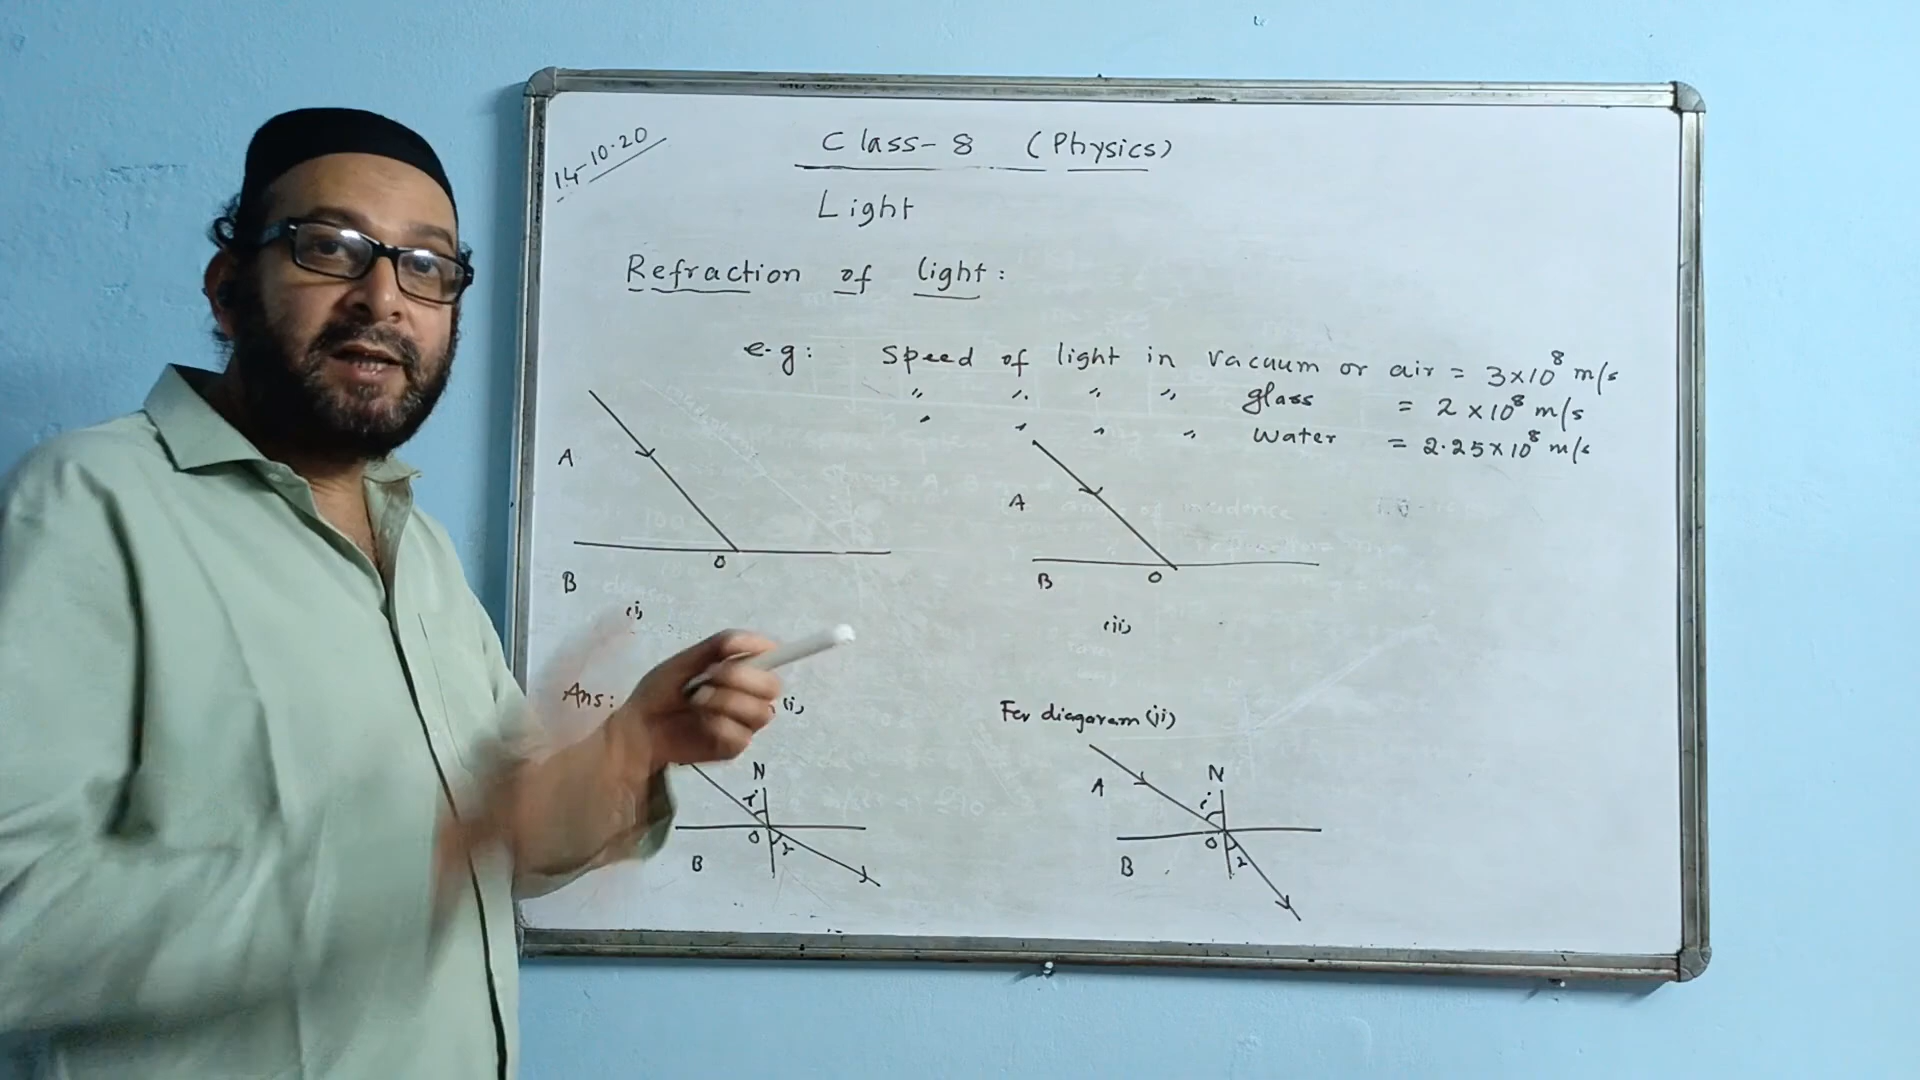 14-10.20
Class-8 (Physics)
Light
Refraction of light:
e.g: Speed of light in vacuum or air = 3×10⁸ m/s
" " " " glass = 2×10⁸ m/s
" " " " Water = 2.25×10⁸ m/s
A
B
O
(i)
A
B
O
(ii)
Ans: (i),
N
i
O
r
B
For diagaram (ii)
A
N
i
O
r
B